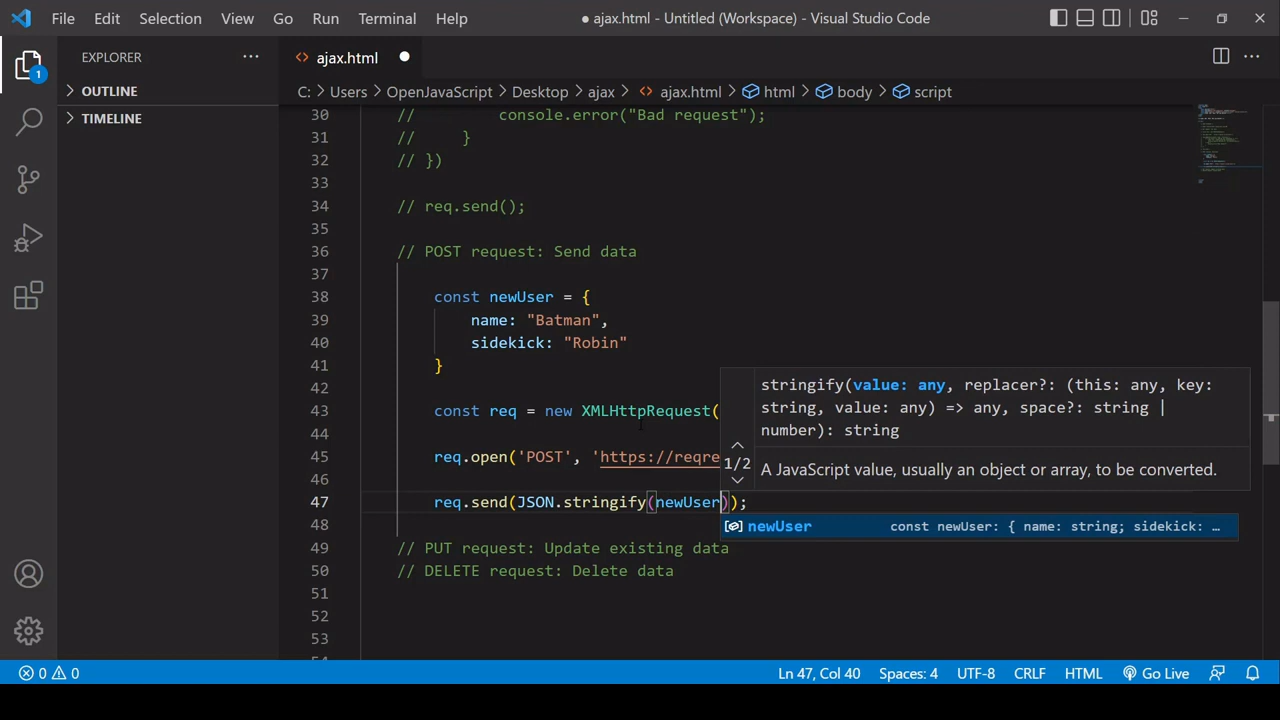 File Edit Selection View Go Run Terminal Help ● ajax.html - Untitled (Workspace) - Visual Studio Code
EXPLORER ...
<> ajax.html ●
OUTLINE
C: > Users > OpenJavaScript > Desktop > ajax > <> ajax.html > html > body > script
TIMELINE
1
30 // console.error("Bad request");
31 // }
32 // })
33
34 // req.send();
35
36 // POST request: Send data
37
38 const newUser = {
39 name: "Batman",
40 sidekick: "Robin"
41 }
42
43 const req = new XMLHttpRequest(
44
45 req.open('POST', 'https://reqre
46
47 req.send(JSON.stringify(newUser));
48
49 // PUT request: Update existing data
50 // DELETE request: Delete data
51
52
53
stringify(value: any, replacer?: (this: any, key:
string, value: any) => any, space?: string |
number): string
1/2
A JavaScript value, usually an object or array, to be converted.
newUser const newUser: { name: string; sidekick: …
0 0 Ln 47, Col 40 Spaces: 4 UTF-8 CRLF HTML Go Live